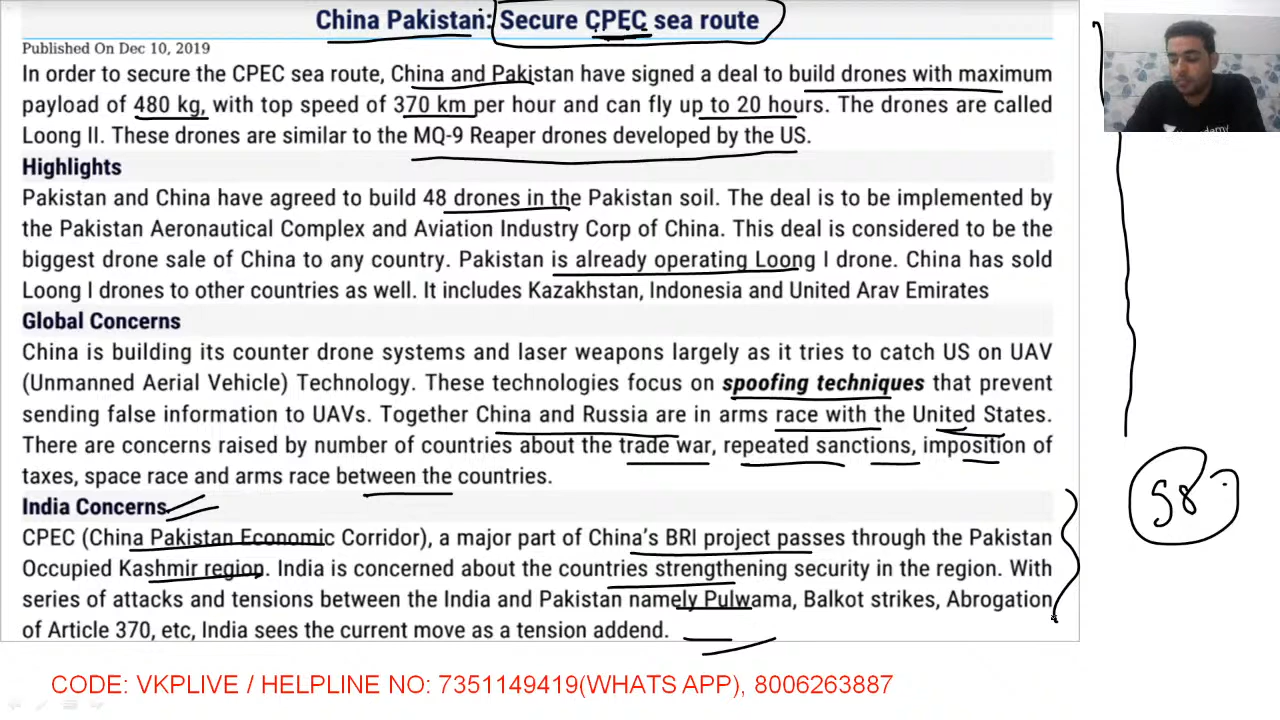 China Pakistan: Secure CPEC sea route
Published On Dec 10, 2019
In order to secure the CPEC sea route, China and Pakistan have signed a deal to build drones with maximum
payload of 480 kg, with top speed of 370 km per hour and can fly up to 20 hours. The drones are called
Loong II. These drones are similar to the MQ-9 Reaper drones developed by the US.
Highlights
Pakistan and China have agreed to build 48 drones in the Pakistan soil. The deal is to be implemented by
the Pakistan Aeronautical Complex and Aviation Industry Corp of China. This deal is considered to be the
biggest drone sale of China to any country. Pakistan is already operating Loong I drone. China has sold
Loong I drones to other countries as well. It includes Kazakhstan, Indonesia and United Arav Emirates
Global Concerns
China is building its counter drone systems and laser weapons largely as it tries to catch US on UAV
(Unmanned Aerial Vehicle) Technology. These technologies focus on spoofing techniques that prevent
sending false information to UAVs. Together China and Russia are in arms race with the United States.
There are concerns raised by number of countries about the trade war, repeated sanctions, imposition of
taxes, space race and arms race between the countries.
India Concerns
CPEC (China Pakistan Economic Corridor), a major part of China's BRI project passes through the Pakistan
Occupied Kashmir region. India is concerned about the countries strengthening security in the region. With
series of attacks and tensions between the India and Pakistan namely Pulwama, Balkot strikes, Abrogation
of Article 370, etc, India sees the current move as a tension addend.
58
CODE: VKPLIVE / HELPLINE NO: 7351149419(WHATS APP), 8006263887